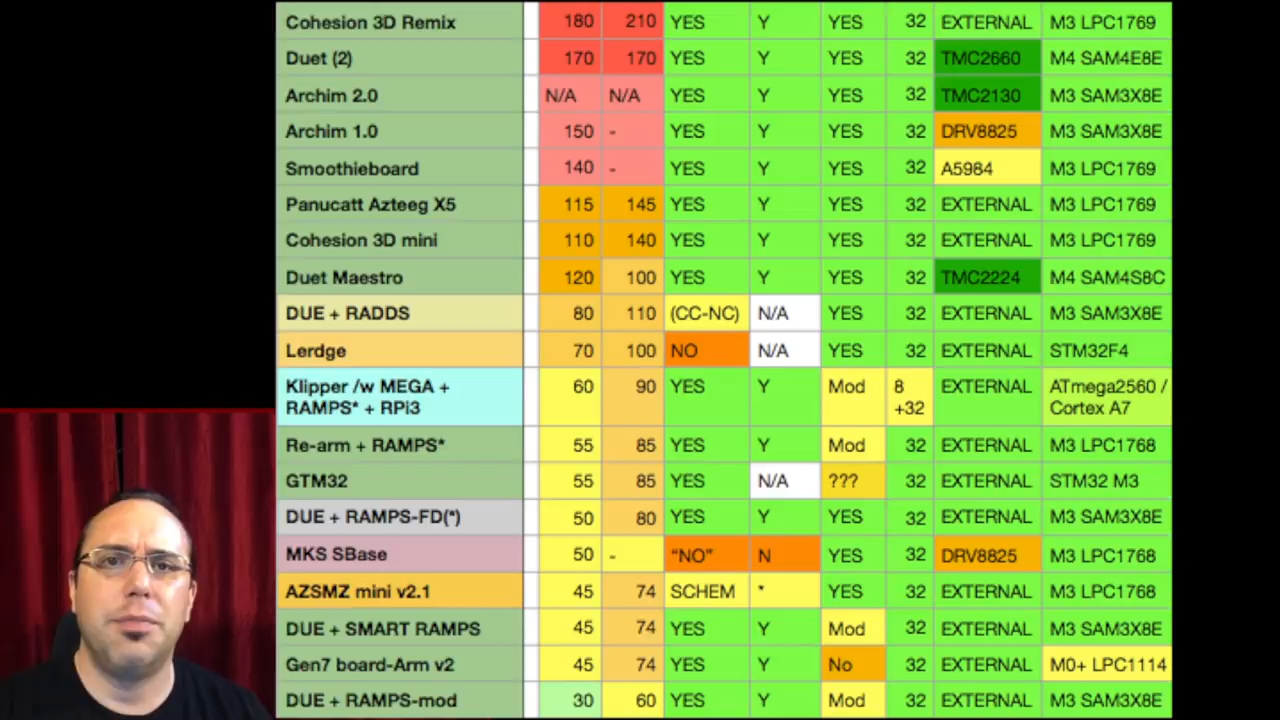 Cohesion 3D Remix 180 210 YES Y YES 32 EXTERNAL M3 LPC1769
Duet (2) 170 170 YES Y YES 32 TMC2660 M4 SAM4E8E
Archim 2.0 N/A N/A YES Y YES 32 TMC2130 M3 SAM3X8E
Archim 1.0 150 - YES Y YES 32 DRV8825 M3 SAM3X8E
Smoothieboard 140 - YES Y YES 32 A5984 M3 LPC1769
Panucatt Azteeg X5 115 145 YES Y YES 32 EXTERNAL M3 LPC1769
Cohesion 3D mini 110 140 YES Y YES 32 EXTERNAL M3 LPC1769
Duet Maestro 120 100 YES Y YES 32 TMC2224 M4 SAM4S8C
DUE + RADDS 80 110 (CC-NC) N/A YES 32 EXTERNAL M3 SAM3X8E
Lerdge 70 100 NO N/A YES 32 EXTERNAL STM32F4
Klipper /w MEGA + 60 90 YES Y Mod 8 EXTERNAL ATmega2560 /
RAMPS* + RPi3 +32 Cortex A7
Re-arm + RAMPS* 55 85 YES Y Mod 32 EXTERNAL M3 LPC1768
GTM32 55 85 YES N/A ??? 32 EXTERNAL STM32 M3
DUE + RAMPS-FD(*) 50 80 YES Y YES 32 EXTERNAL M3 SAM3X8E
MKS SBase 50 - “NO” N YES 32 DRV8825 M3 LPC1768
AZSMZ mini v2.1 45 74 SCHEM * YES 32 EXTERNAL M3 LPC1768
DUE + SMART RAMPS 45 74 YES Y Mod 32 EXTERNAL M3 SAM3X8E
Gen7 board-Arm v2 45 74 YES Y No 32 EXTERNAL M0+ LPC1114
DUE + RAMPS-mod 30 60 YES Y Mod 32 EXTERNAL M3 SAM3X8E